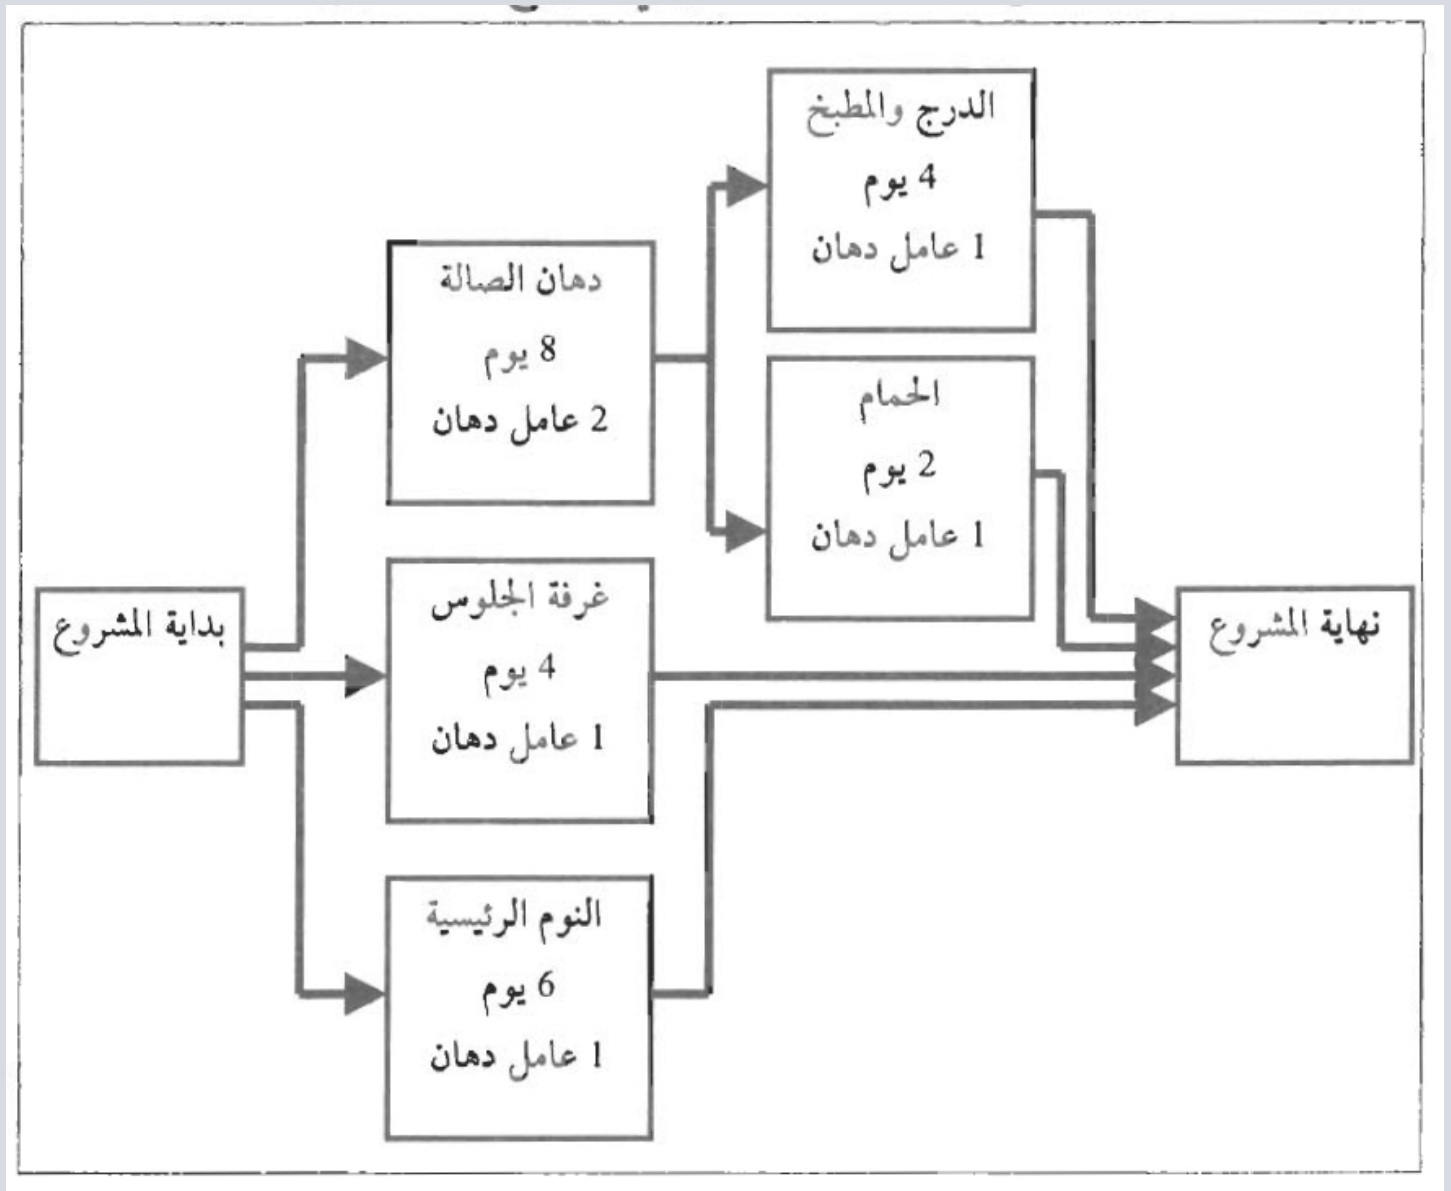 بداية المشروع
دهان الصالة
8 يوم
2 عامل دهان
غرفة الجلوس
4 يوم
1 عامل دهان
النوم الرئيسية
6 يوم
1 عامل دهان
الدرج والمطبخ
4 يوم
1 عامل دهان
الحمام
2 يوم
1 عامل دهان
نهاية المشروع